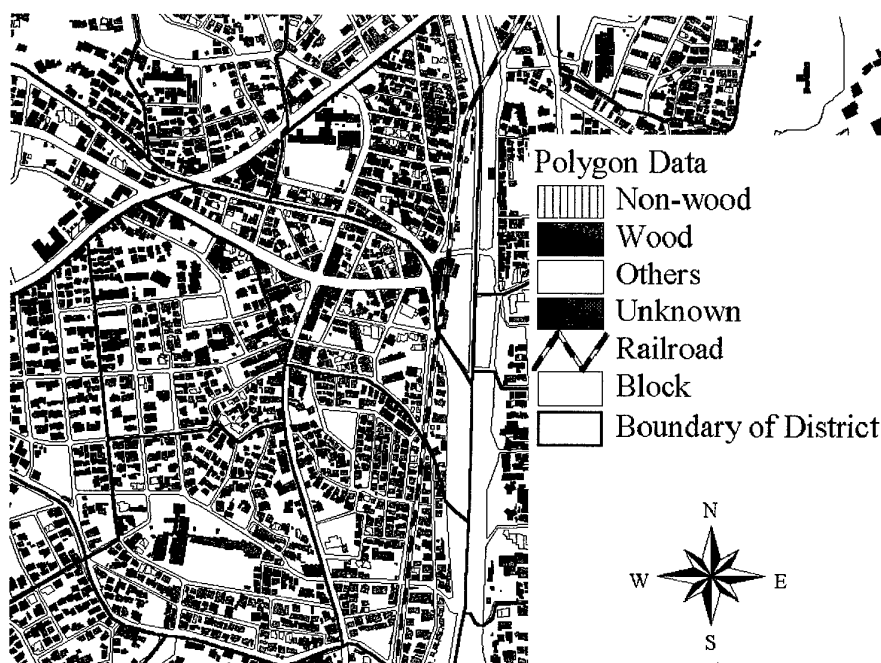 Polygon Data
Non-wood
Wood
Others
Unknown
Railroad
Block
Boundary of District
N
W
E
S